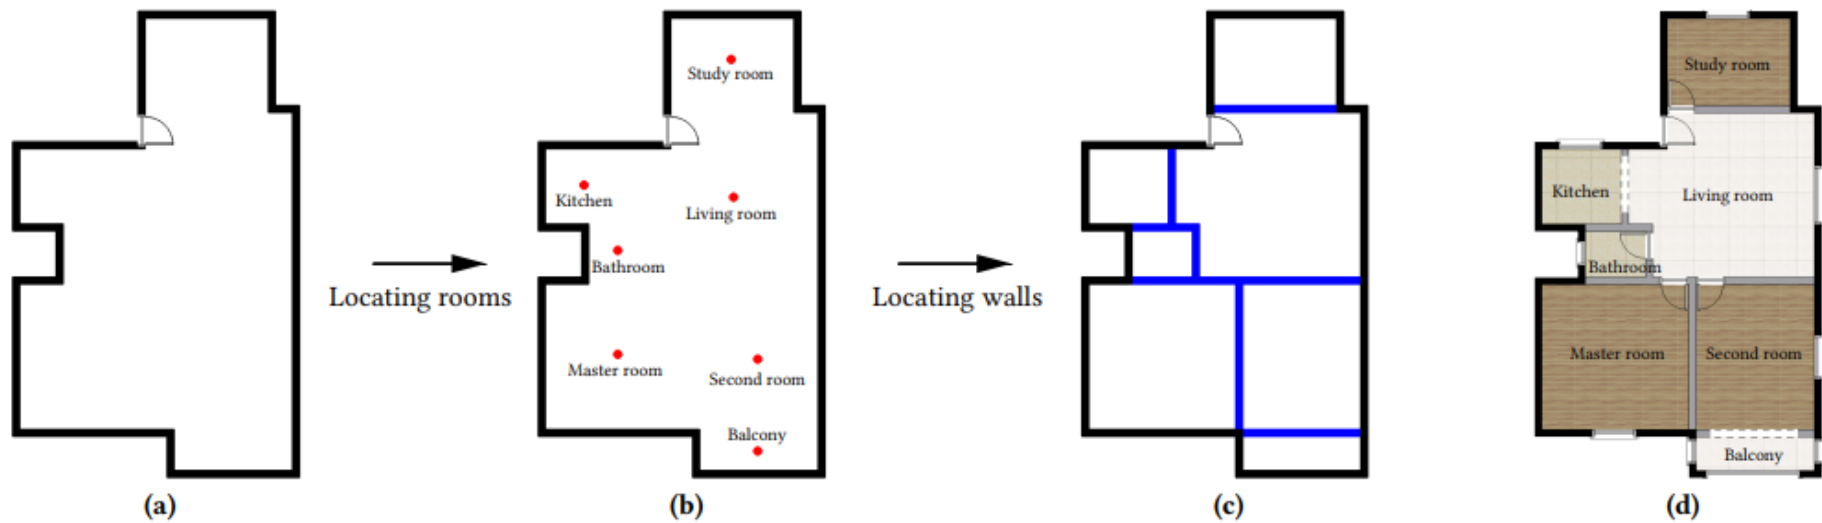 Study room
Kitchen
Living room
Bathroom
Master room
Second room
Balcony
Locating rooms
Locating walls
Study room
Kitchen
Living room
Bathroom
Master room
Second room
Balcony
(a)
(b)
(c)
(d)